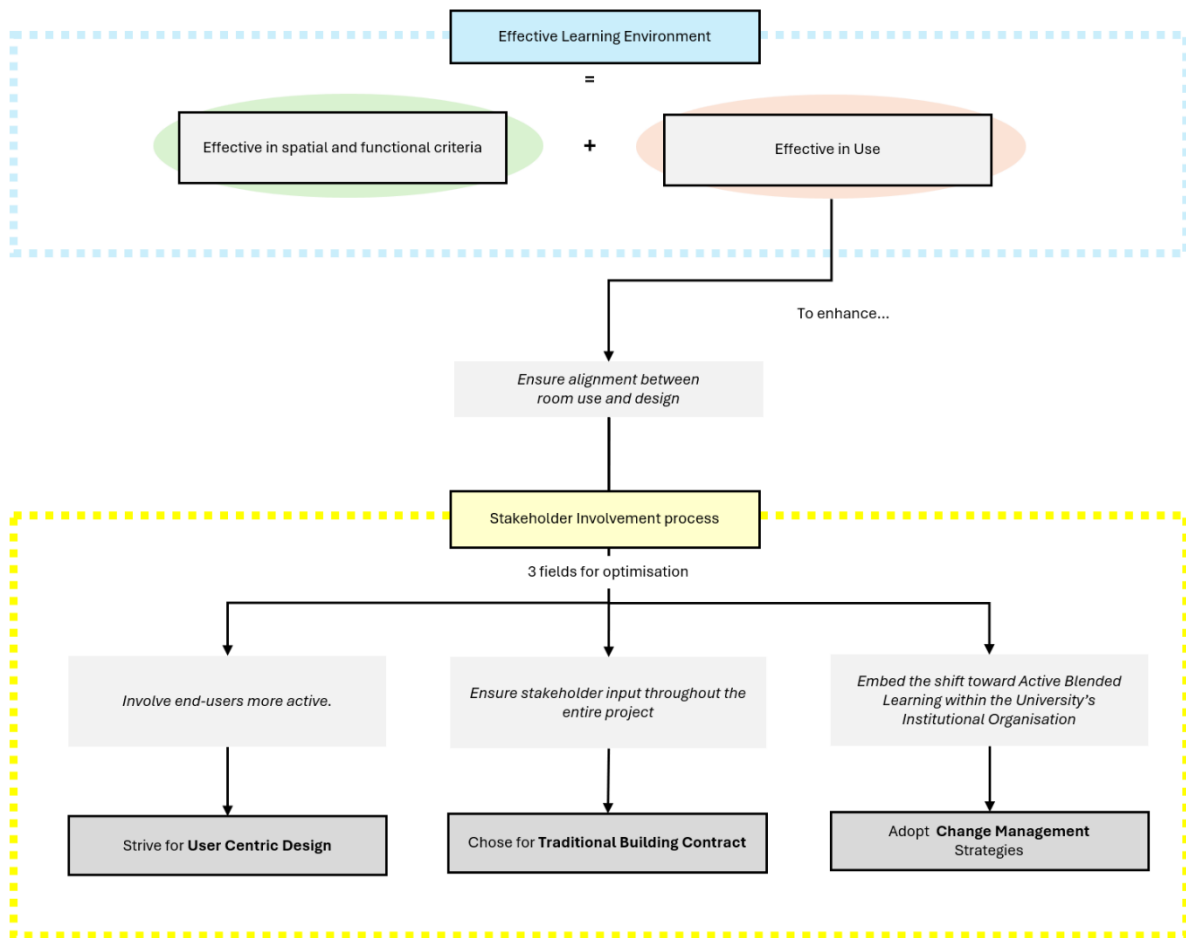 Effective Learning Environment
=
Effective in spatial and functional criteria
+
Effective in Use
To enhance...
Ensure alignment between
room use and design
Stakeholder Involvement process
3 fields for optimisation
Involve end-users more active.
Ensure stakeholder input throughout the
entire project
Embed the shift toward Active Blended
Learning within the University’s
Institutional Organisation
Strive for User Centric Design
Chose for Traditional Building Contract
Adopt Change Management
Strategies